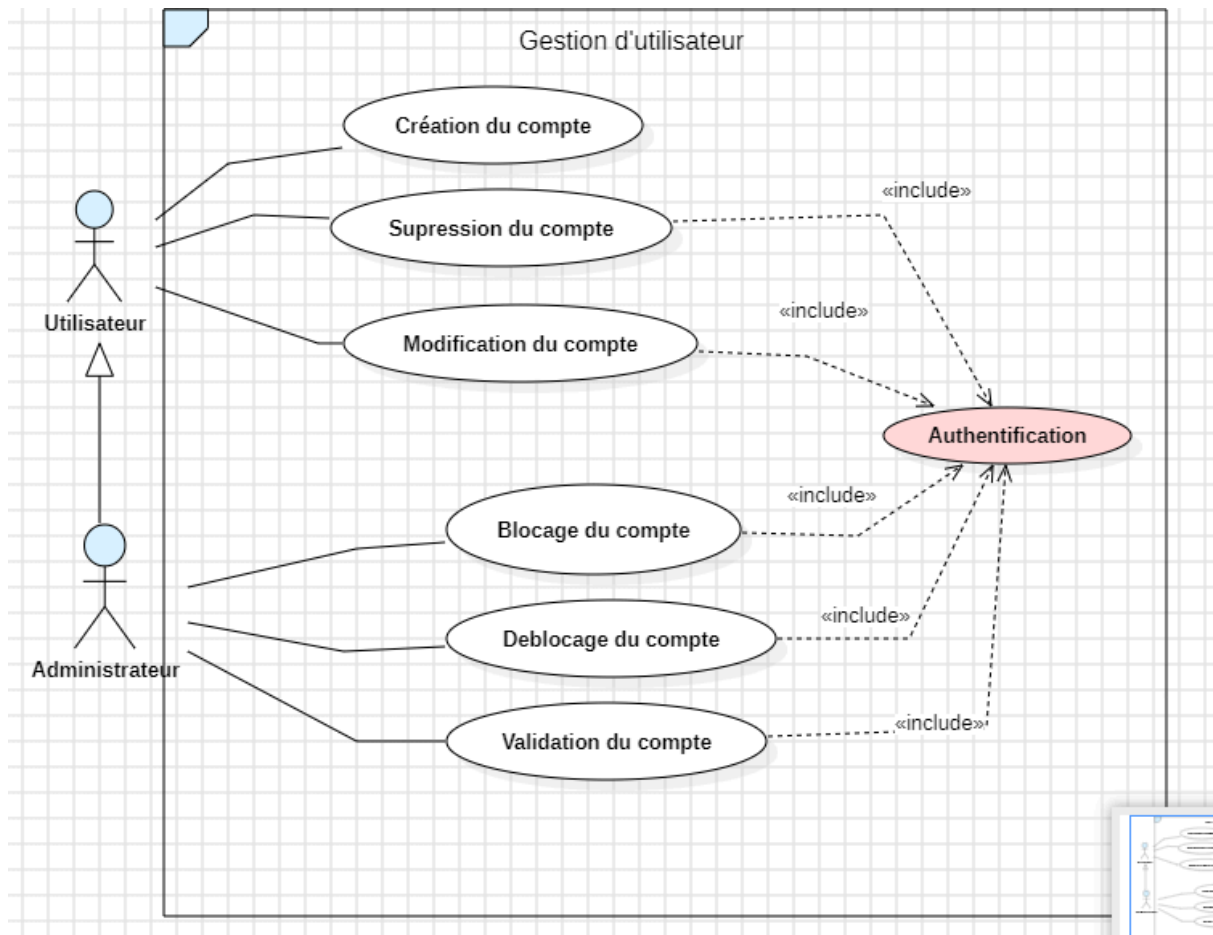 Gestion d'utilisateur
Création du compte
«include»
Supression du compte
«include»
Utilisateur
Modification du compte
Authentification
«include»
Blocage du compte
«include»
Deblocage du compte
Administrateur
«include»
Validation du compte